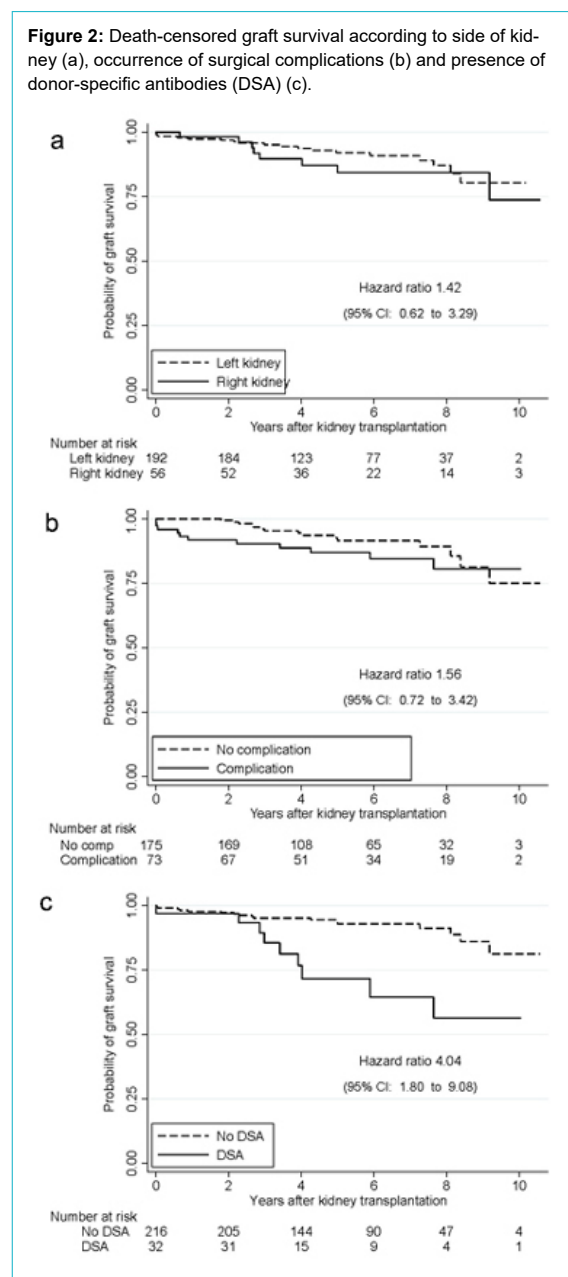 Figure 2: Death-censored graft survival according to side of kid-
ney (a), occurrence of surgical complications (b) and presence of
donor-specific antibodies (DSA) (c).
a
Probability of graft survival
1.00
0.75
0.50
0.25
0.00
Hazard ratio 1.42
(95% CI: 0.62 to 3.29)
Left kidney
Right kidney
0 2 4 6 8 10
Years after kidney transplantation
Number at risk
Left kidney 192 184 123 77 37 2
Right kidney 56 52 36 22 14 3
b
Probability of graft survival
1.00
0.75
0.50
0.25
0.00
Hazard ratio 1.56
(95% CI: 0.72 to 3.42)
No complication
Complication
0 2 4 6 8 10
Years after kidney transplantation
Number at risk
No comp 175 169 108 65 32 3
Complication 73 67 51 34 19 2
c
Probability of graft survival
1.00
0.75
0.50
0.25
0.00
Hazard ratio 4.04
(95% CI: 1.80 to 9.08)
No DSA
DSA
0 2 4 6 8 10
Years after kidney transplantation
Number at risk
No DSA 216 205 144 90 47 4
DSA 32 31 15 9 4 1